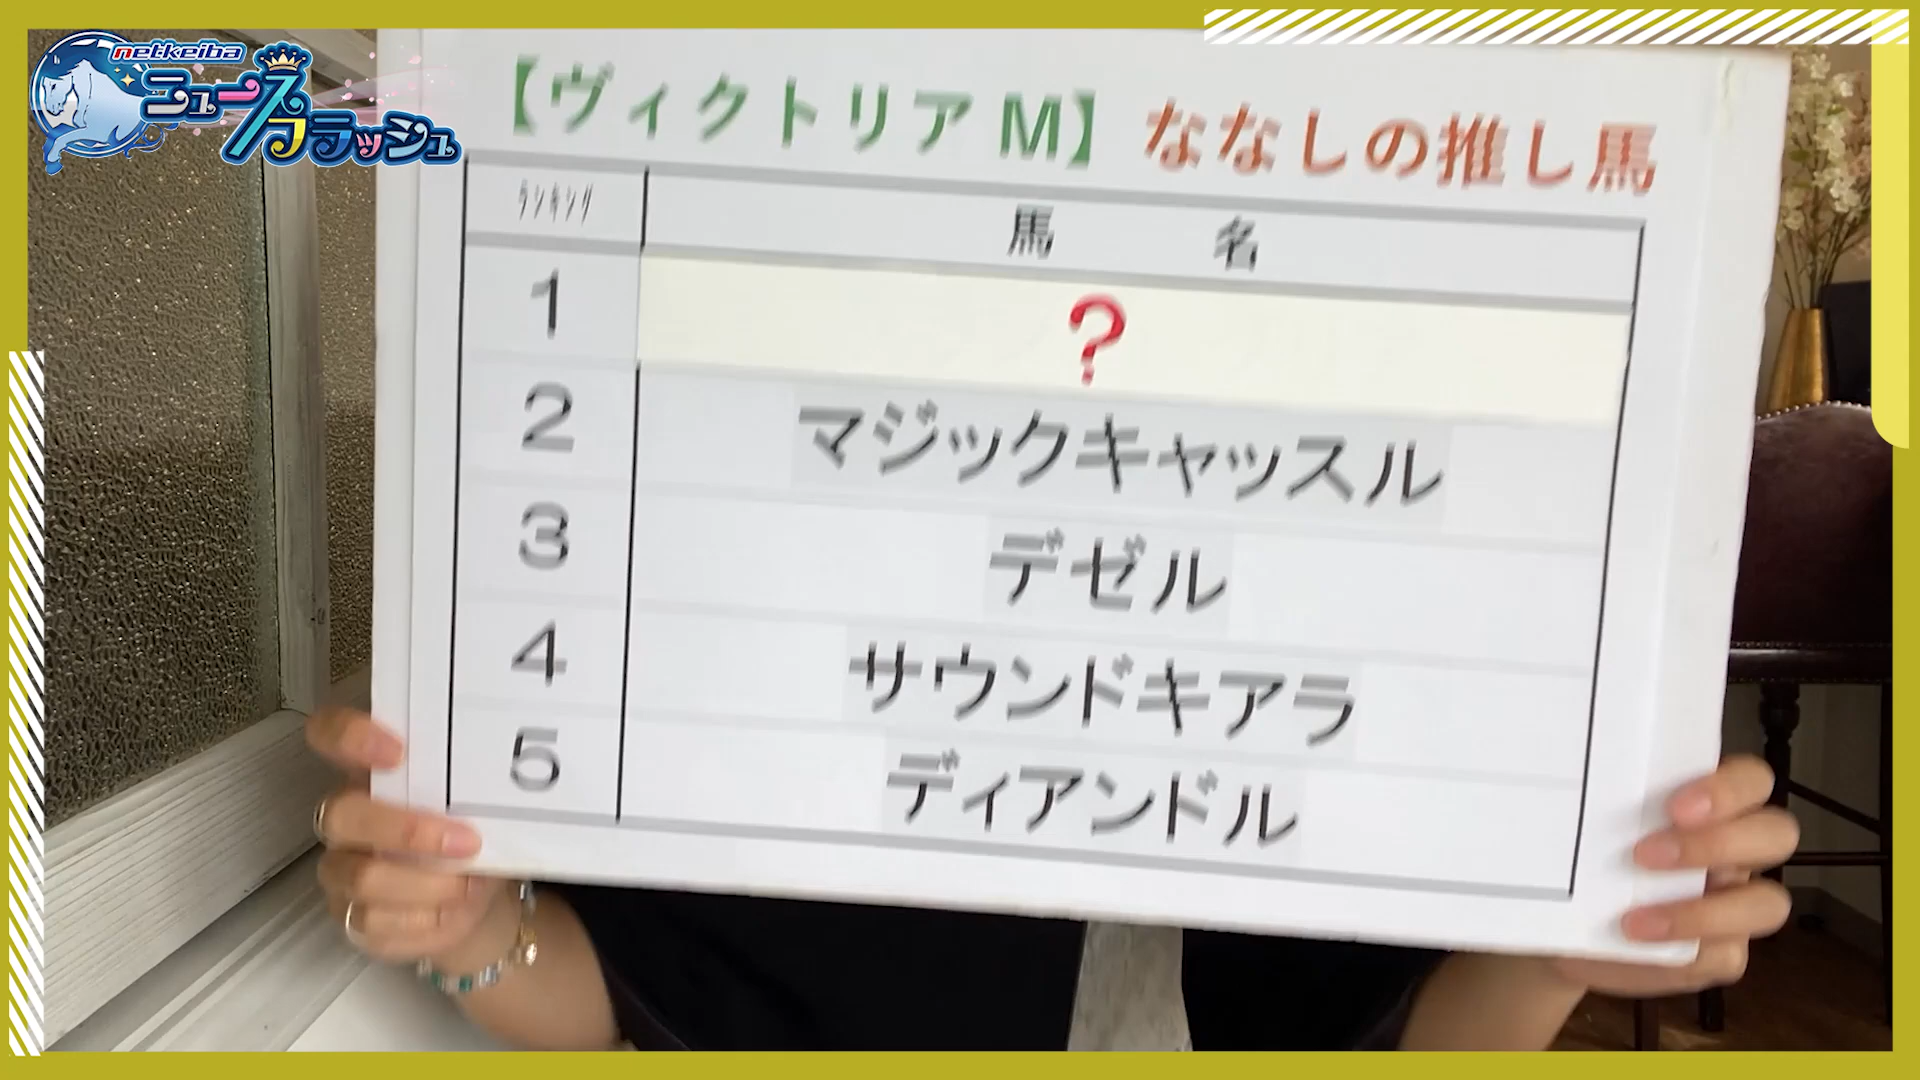 netkeiba
ニュースクラッシュ
【ヴィクトリアM】ななしの推し馬
ﾗﾝｷﾝｸﾞ 馬 名
1 ?
2 マジックキャッスル
3 デゼル
4 サウンドキアラ
5 ディアンドル